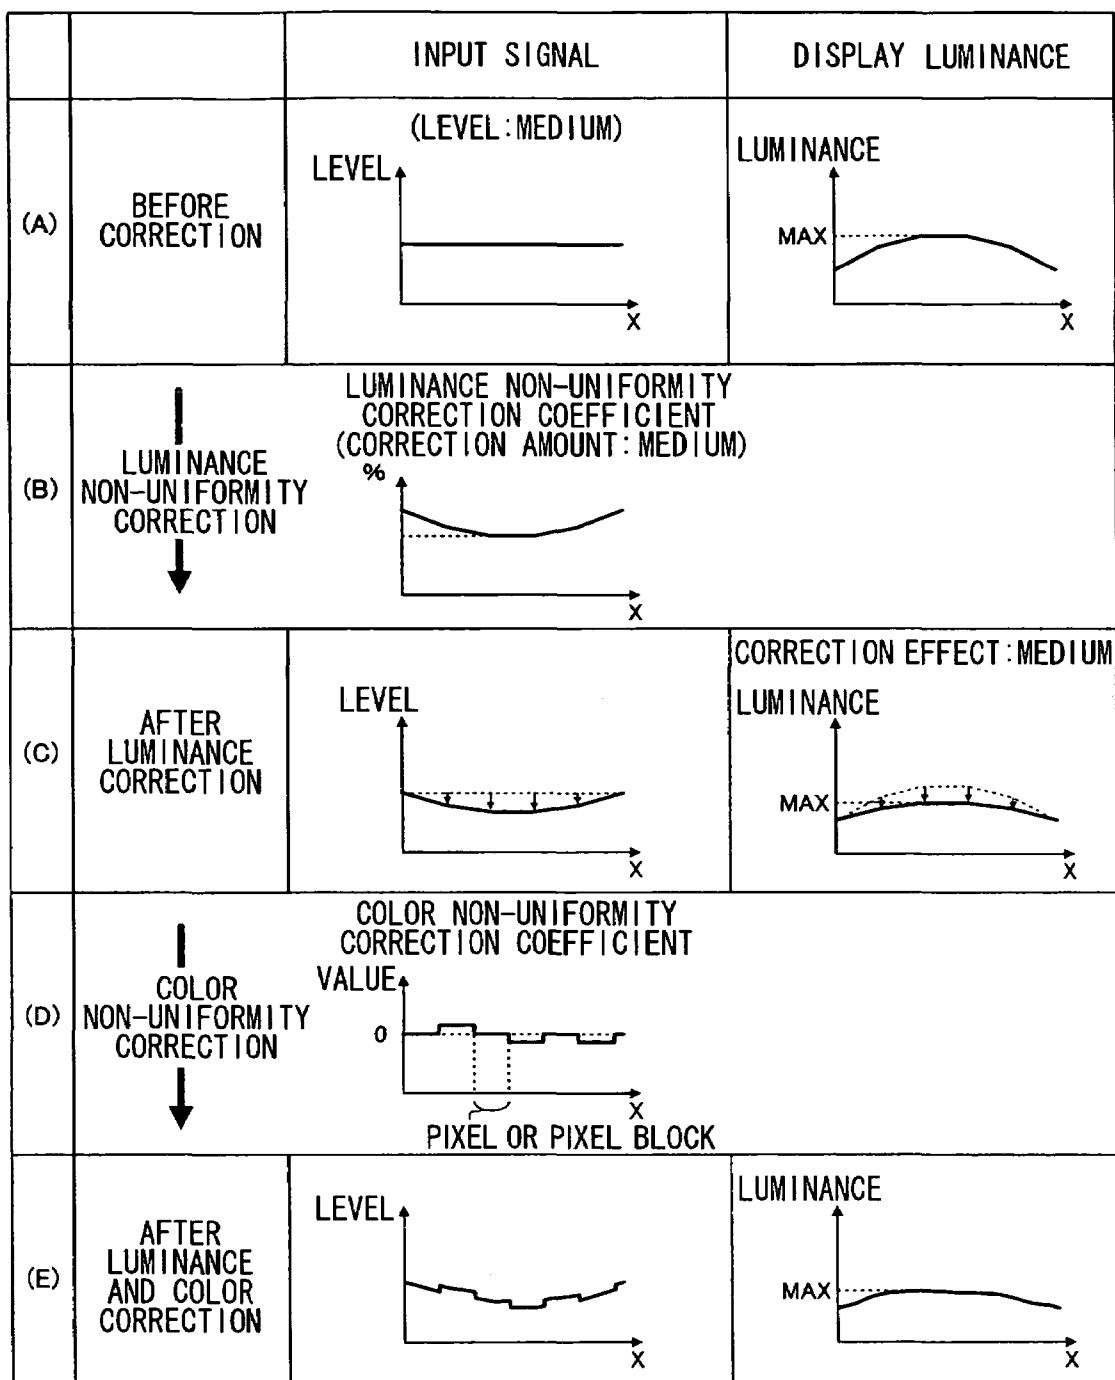 INPUT SIGNAL
DISPLAY LUMINANCE
(A)
BEFORE
CORRECTION
(LEVEL:MEDIUM)
LEVEL
X
LUMINANCE
MAX
X
(B)
LUMINANCE
NON-UNIFORMITY
CORRECTION
LUMINANCE NON-UNIFORMITY
CORRECTION COEFFICIENT
(CORRECTION AMOUNT:MEDIUM)
%
X
(C)
AFTER
LUMINANCE
CORRECTION
LEVEL
X
CORRECTION EFFECT:MEDIUM
LUMINANCE
MAX
X
(D)
COLOR
NON-UNIFORMITY
CORRECTION
COLOR NON-UNIFORMITY
CORRECTION COEFFICIENT
VALUE
0
X
PIXEL OR PIXEL BLOCK
(E)
AFTER
LUMINANCE
AND COLOR
CORRECTION
LEVEL
X
LUMINANCE
MAX
X